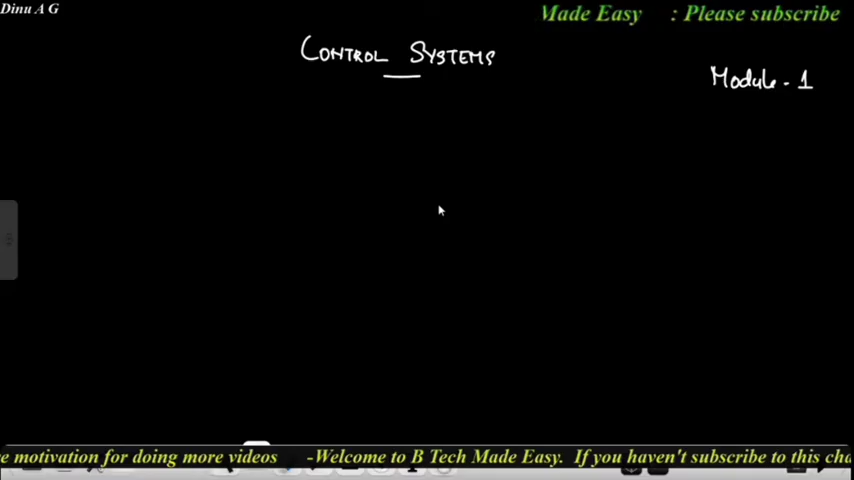 Dinu A G
Made Easy : Please subscribe
CONTROL SYSTEMS
Module - 1
e motivation for doing more videos -Welcome to B Tech Made Easy. If you haven't subscribe to this cha